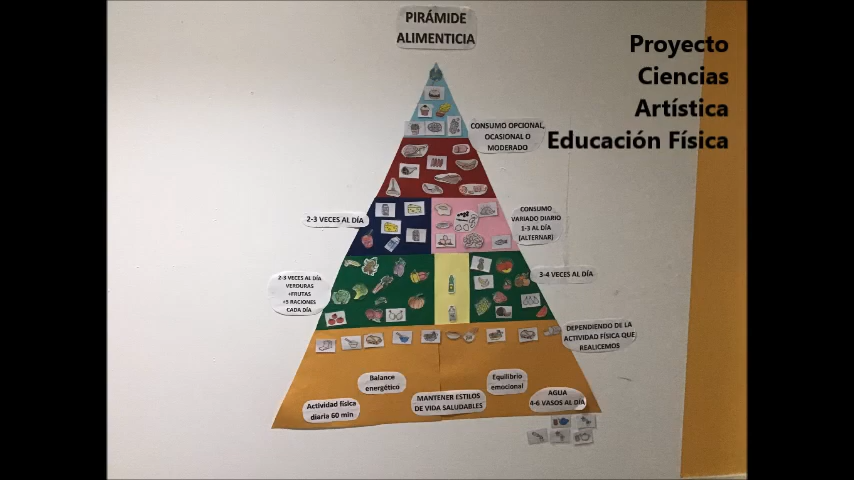 PIRÁMIDE
ALIMENTICIA
Proyecto
Ciencias
Artística
Educación Física
CONSUMO OPCIONAL,
OCASIONAL O
MODERADO
2-3 VECES AL DÍA
CONSUMO
VARIADO DIARIO
1-3 AL DÍA
(ALTERNAR)
2-3 VECES AL DÍA
VERDURAS
+FRUTAS
+5 RACIONES
CADA DÍA
3-4 VECES AL DÍA
DEPENDIENDO DE LA
ACTIVIDAD FÍSICA QUE
REALICEMOS
Balance
energético
Equilibrio
emocional
Actividad física
diaria 60 min
MANTENER ESTILOS
DE VIDA SALUDABLES
AGUA
4-6 VASOS AL DÍA